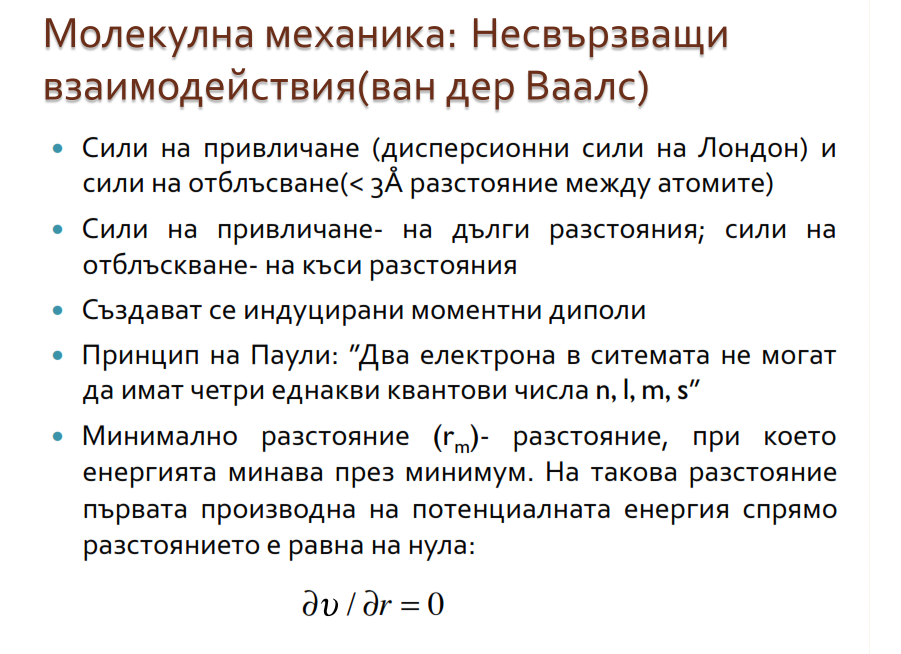 Молекулна механика: Несвързващи
взаимодействия(ван дер Ваалс)
• Сили на привличане (дисперсионни сили на Лондон) и
сили на отблъсване(< 3Å разстояние между атомите)
• Сили на привличане- на дълги разстояния; сили на
отблъскване- на къси разстояния
• Създават се индуцирани моментни диполи
• Принцип на Паули: "Два електрона в ситемата не могат
да имат четри еднакви квантови числа n, l, m, s"
• Минимално разстояние (rₘ)- разстояние, при което
енергията минава през минимум. На такова разстояние
първата производна на потенциалната енергия спрямо
разстоянието е равна на нула:
∂υ / ∂r = 0